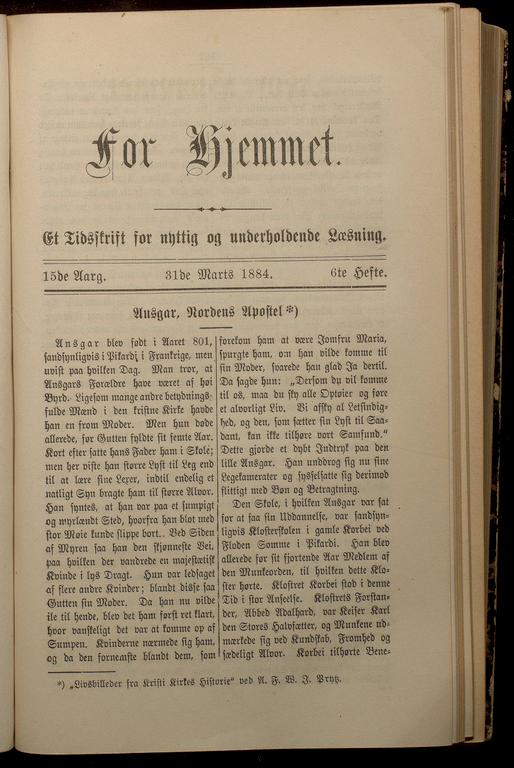 For Hjemmet.
Et Tidsskrift for nyttig og underholdende Læsning.
15de Aarg. 31de Marts 1884. 6te Hefte.
Ansgar, Nordens Apostel *)
Ansgar blev født i Aaret 801,
sandsynligvis i Pikardi i Frankrige, men
uvist paa hvilken Dag. Man tror, at
Ansgars Forældre have været af høi
Byrd. Ligesom mange andre betydnings-
fulde Mænd i den kristne Kirke havde
han en from Moder. Men hun døde
allerede, før Gutten fyldte sit femte Aar.
Kort efter satte hans Fader ham i Skole;
men her viste han større Lyst til Leg end
til at lære sine Lexer, indtil endelig et
natligt Syn bragte ham til større Alvor.
Han syntes, at han var paa et sumpigt
og mørklændt Sted, hvorfra han blot med
stor Møie kunde slippe bort. Ved Siden
af Myren saa han den skjønneste Vei,
paa hvilken der vandrede en majestætisk
Kvinde i lys Dragt. Hun var ledsaget
af flere andre Kvinder; blandt disse saa
Gutten sin Moder. Da han nu vilde
ile til hende, blev det ham først ret klart,
hvor vanskeligt det var at komme op af
Sumpen. Kvinderne nærmede sig ham,
og da den fornemste blandt dem, som
forekom ham at være Jomfru Maria,
spurgte ham, om han vilde komme til
sin Moder, svarede han glad Ja dertil.
Da sagde hun: „Dersom du vil komme
til os, maa du sky alle Optøier og føre
et alvorligt Liv. Vi afsky al Letsindig-
hed, og den, som sætter sin Lyst til Saa-
dant, kan ikke tilhøre vort Samfund.“
Dette gjorde et dybt Indtryk paa den
lille Ansgar. Han unddrog sig nu sine
Legekamerater og sysselsatte sig derimod
flittigt med Bøn og Betragtning.
Den Skole, i hvilken Ansgar var sat
for at faa sin Uddannelse, var sandsyn-
ligvis Klosterskolen i gamle Korbei ved
Floden Somme i Pikardi. Han blev
allerede før sit fjortende Aar Medlem af
den Munkeorden, til hvilken dette Klo-
ster hørte. Klostret Korbei stod i denne
Tid i stor Anseelse. Klostrets Forstan-
der, Abbed Adalhard, var Keiser Karl
den Stores Halvfætter, og Munkene ud-
mærkede sig ved Kundskab, Fromhed og
sædeligt Alvor. Korbei tilhørte Bene-
*) „Livsbilleder fra Kristi Kirkes Historie“ ved A. F. W. J. Prytz.